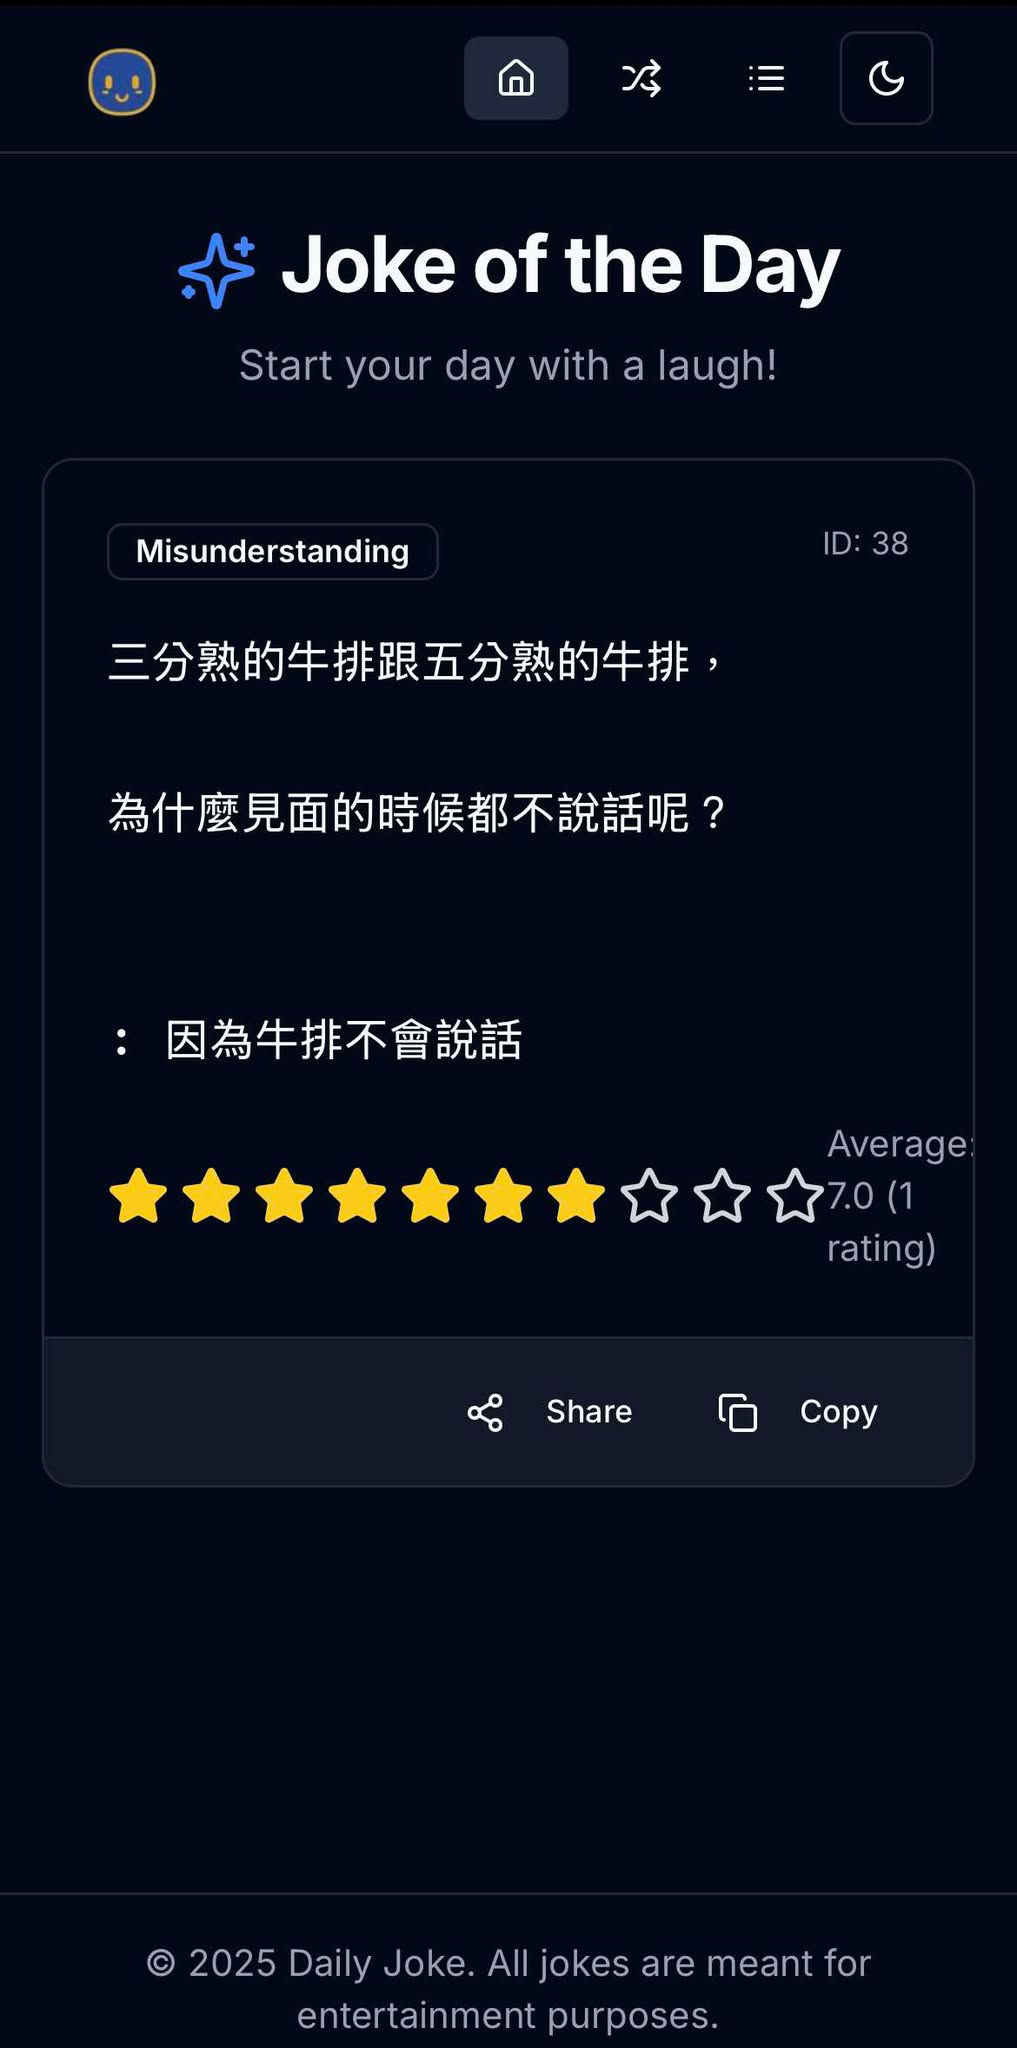 Joke of the Day
Start your day with a laugh!
Misunderstanding
ID: 38
三分熟的牛排跟五分熟的牛排，
為什麼見面的時候都不說話呢？
： 因為牛排不會說話
Average:
7.0 (1
rating)
Share
Copy
© 2025 Daily Joke. All jokes are meant for
entertainment purposes.